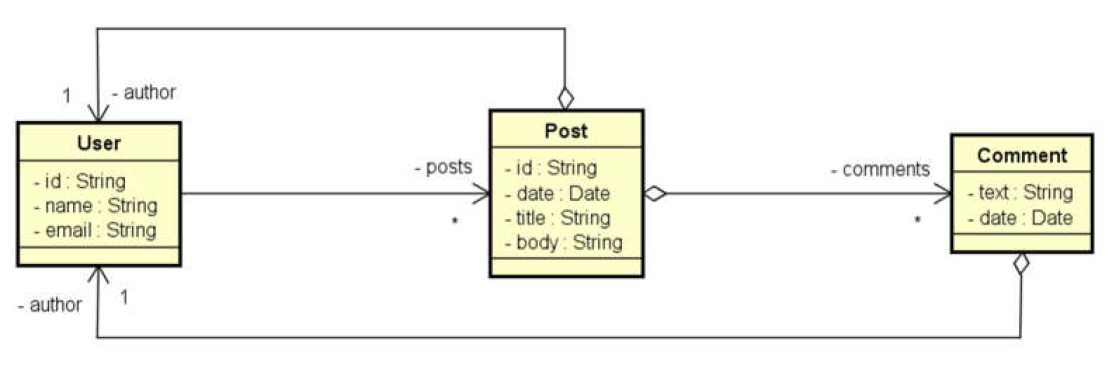 1
- author
User
- id : String
- name : String
- email : String
- posts
*
Post
- id : String
- date : Date
- title : String
- body : String
- comments
*
Comment
- text : String
- date : Date
- author
1